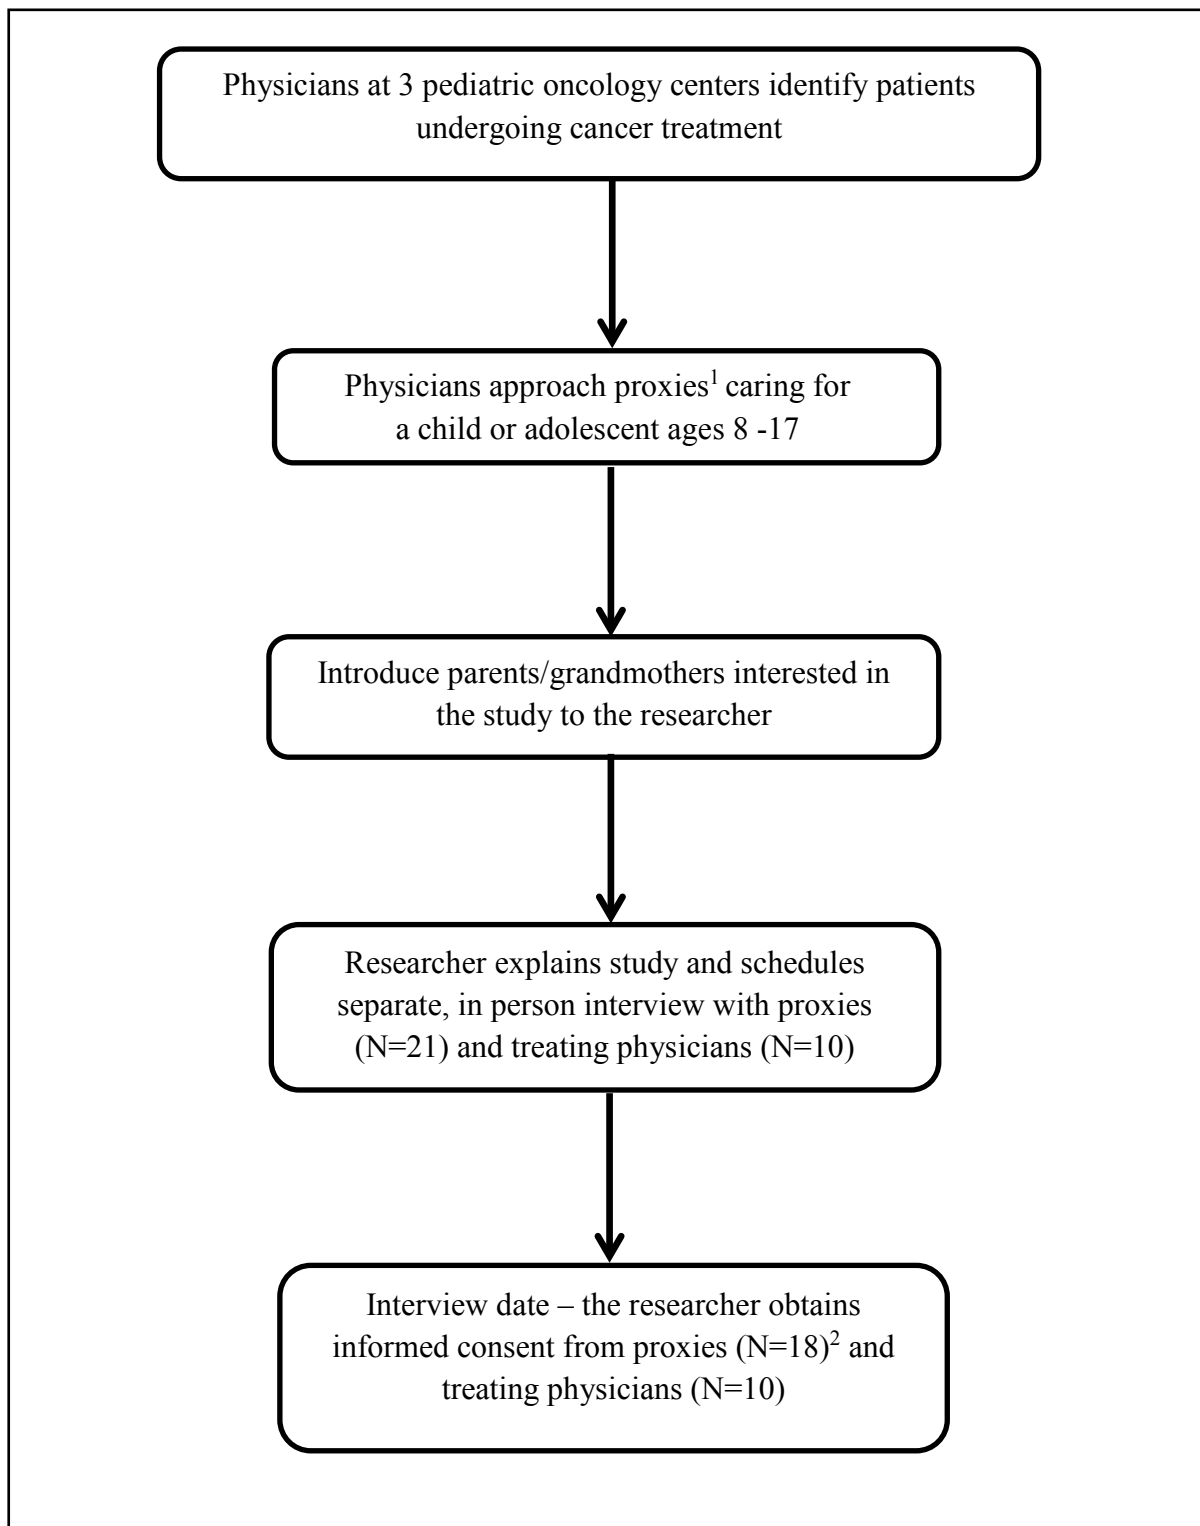 Physicians at 3 pediatric oncology centers identify patients
undergoing cancer treatment
Physicians approach proxies¹ caring for
a child or adolescent ages 8 -17
Introduce parents/grandmothers interested in
the study to the researcher
Researcher explains study and schedules
separate, in person interview with proxies
(N=21) and treating physicians (N=10)
Interview date – the researcher obtains
informed consent from proxies (N=18)² and
treating physicians (N=10)